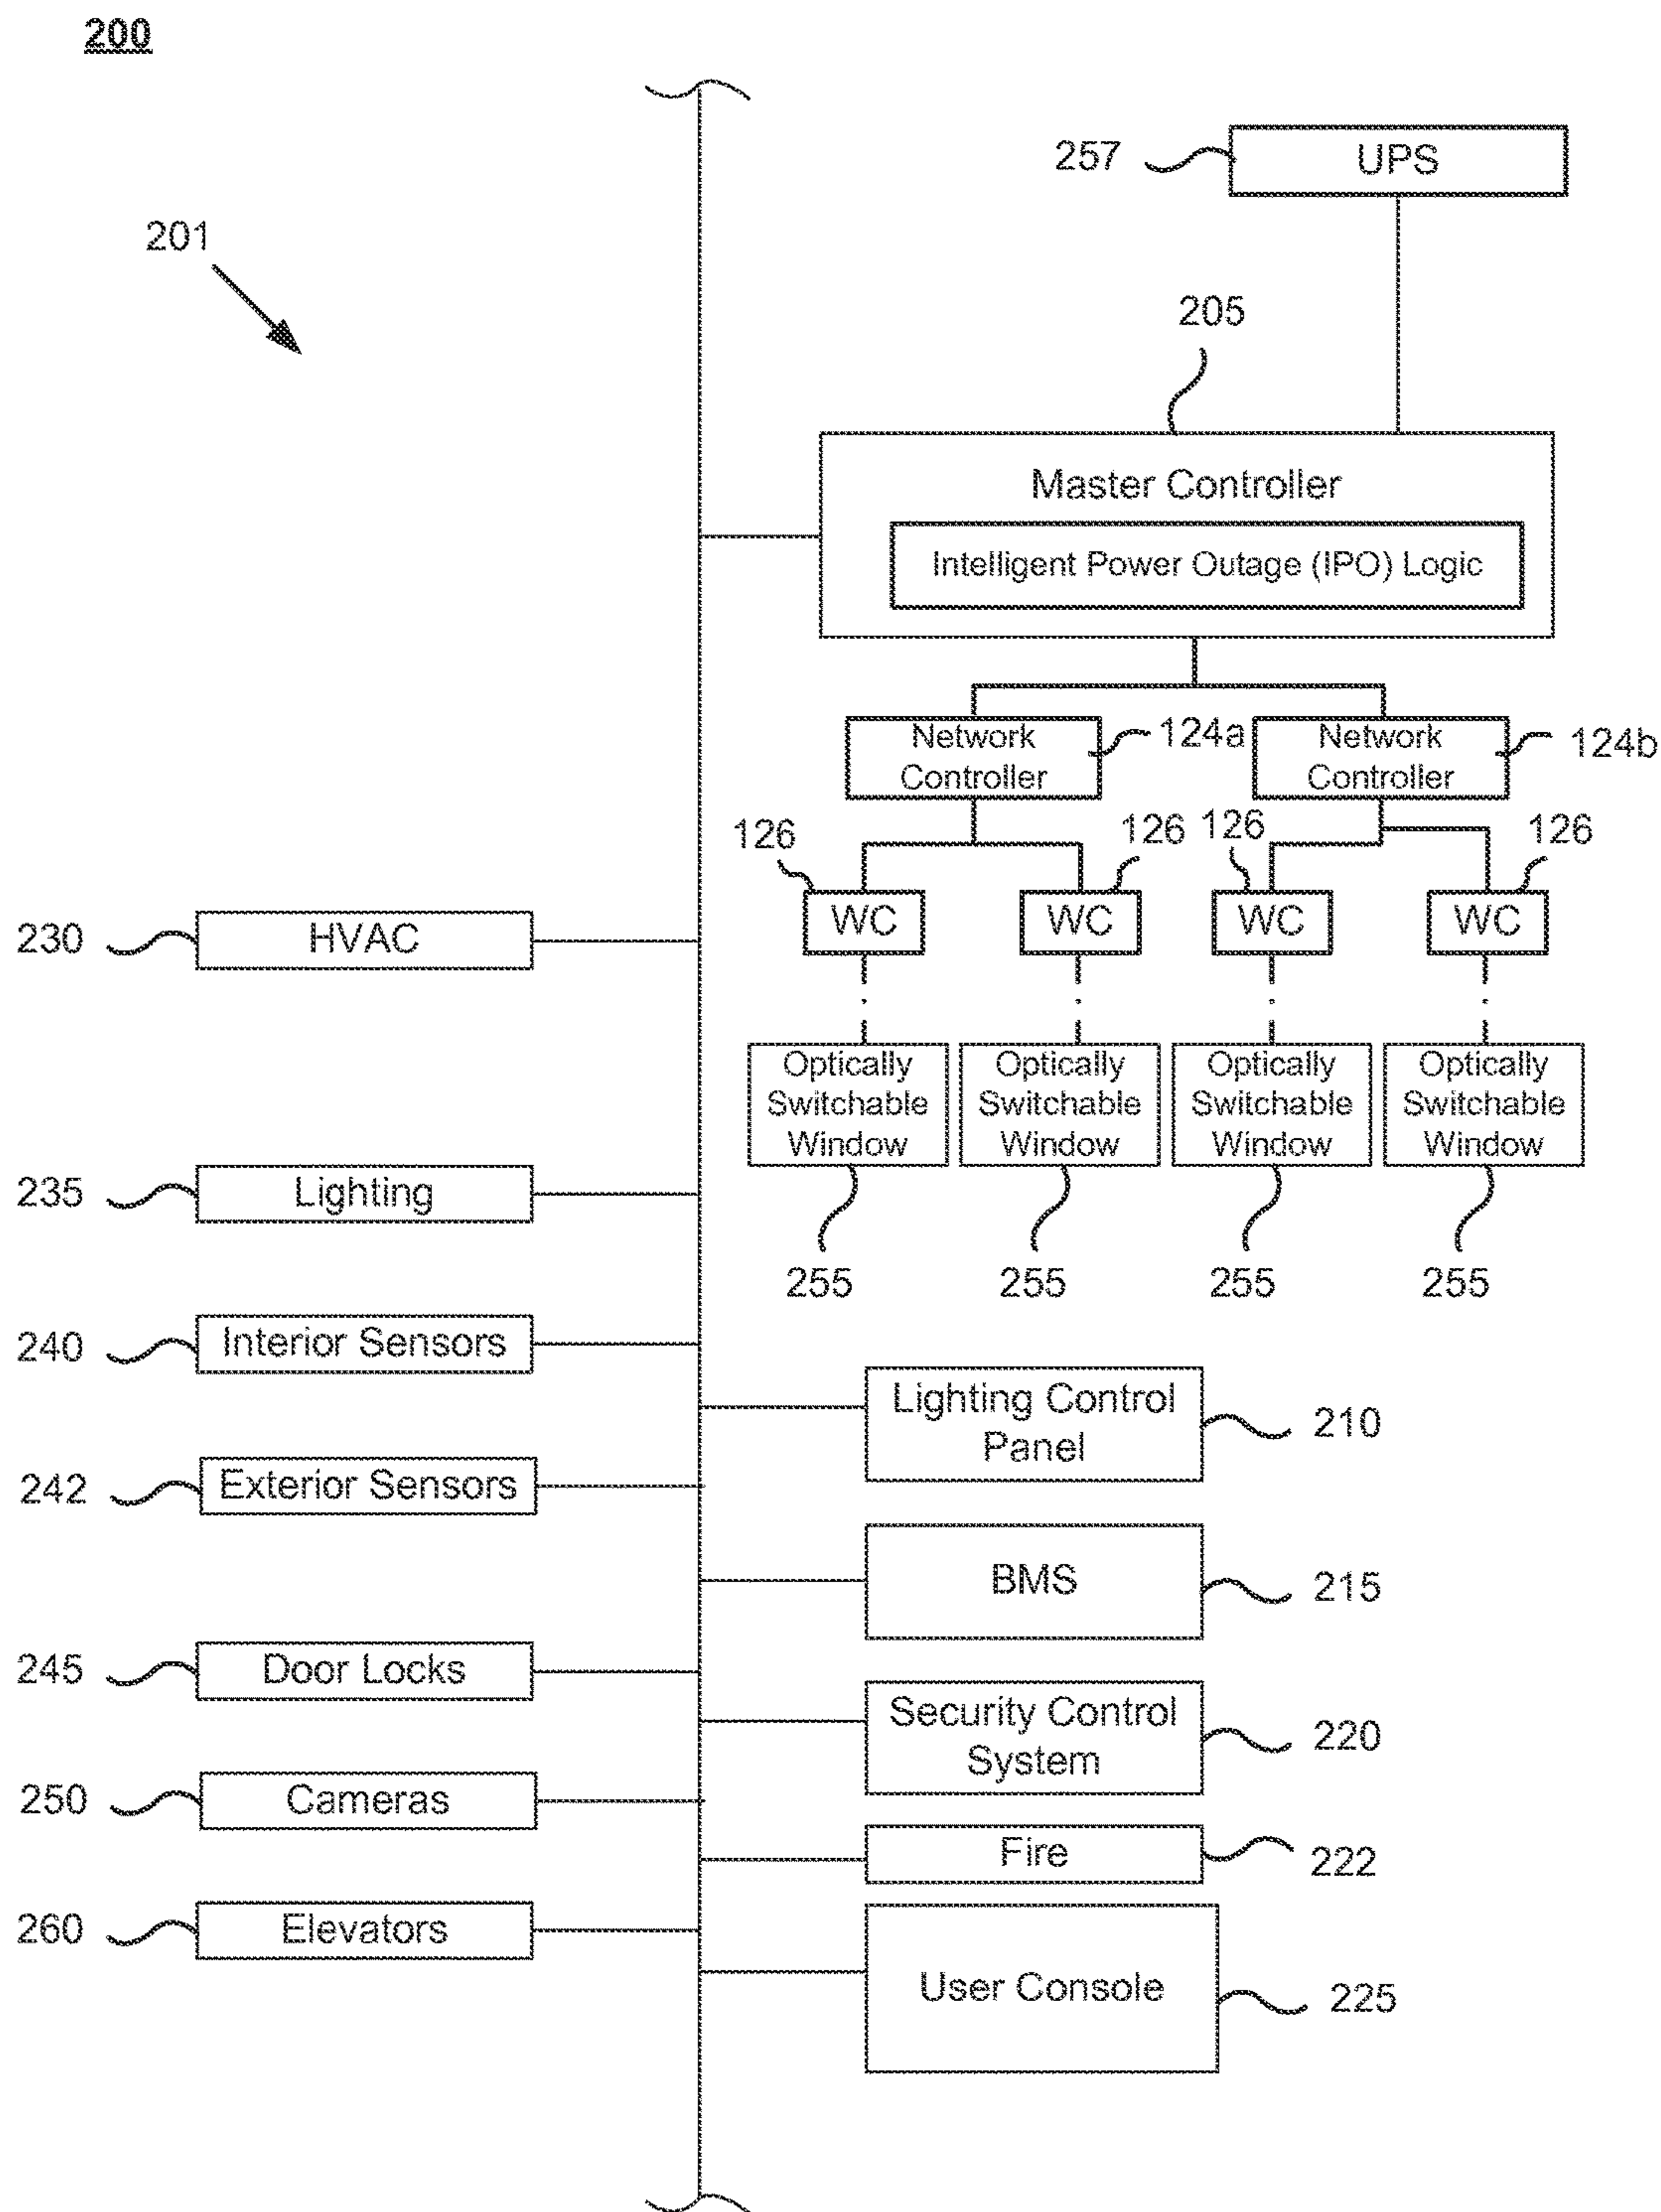 200
257
UPS
201
205
Master Controller
Intelligent Power Outage (IPO) Logic
Network
Controller
124a
Network
Controller
124b
126
126
126
126
WC
WC
WC
WC
230
HVAC
Optically
Switchable
Window
Optically
Switchable
Window
Optically
Switchable
Window
Optically
Switchable
Window
235
Lighting
255
255
255
255
240
Interior Sensors
Lighting Control
Panel
210
242
Exterior Sensors
BMS
215
245
Door Locks
Security Control
System
220
250
Cameras
Fire
222
260
Elevators
User Console
225